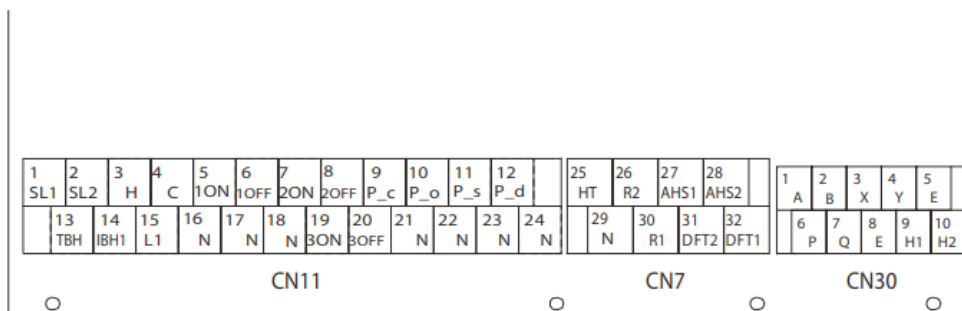 1 2 3 4 5 6 7 8 9 10 11 12
SL1 SL2 H C 1ON 1OFF 2ON 2OFF P_c P_o P_s P_d
13 14 15 16 17 18 19 20 21 22 23 24
TBH IBH1 L1 N N N 3ON 3OFF N N N N
CN11
25 26 27 28
HT R2 AHS1 AHS2
29 30 31 32
N R1 DFT2 DFT1
CN7
1 2 3 4 5
A B X Y E
6 7 8 9 10
P Q E H1 H2
CN30